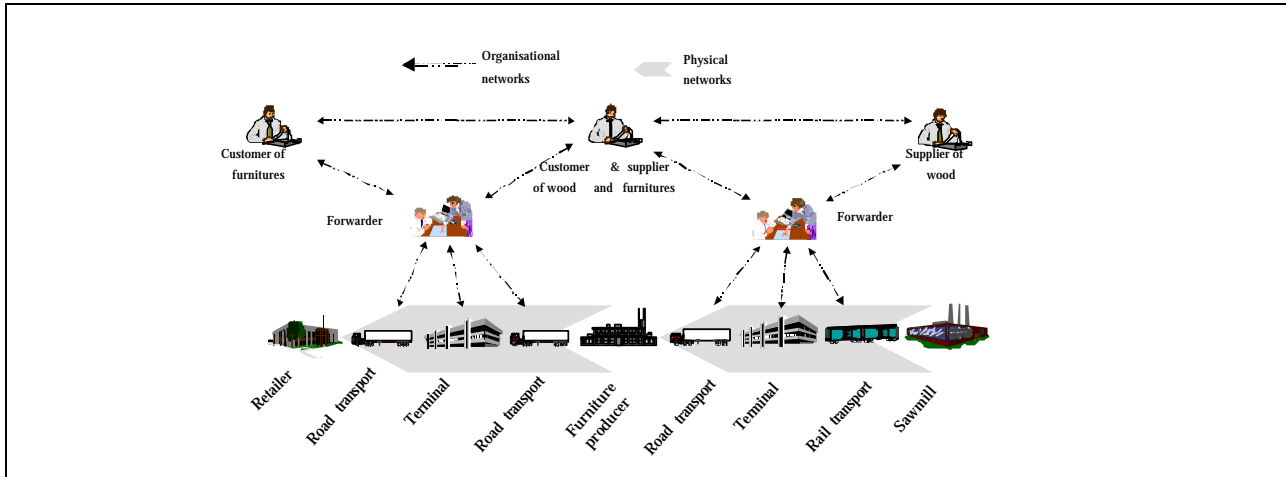 Organisational
networks
Physical
networks
Customer of
furnitures
Customer & supplier
of wood and furnitures
Supplier of
wood
Forwarder
Forwarder
Retailer
Road transport
Terminal
Road transport
Furniture
producer
Road transport
Terminal
Rail transport
Sawmill